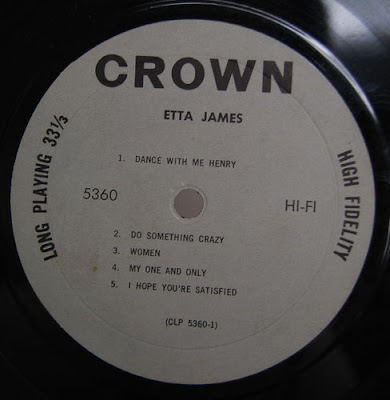 CROWN
ETTA JAMES
1. DANCE WITH ME HENRY
LONG PLAYING 33⅓
5360
HI-FI
HIGH FIDELITY
2. DO SOMETHING CRAZY
3. WOMEN
4. MY ONE AND ONLY
5. I HOPE YOU'RE SATISFIED
(CLP 5360-1)